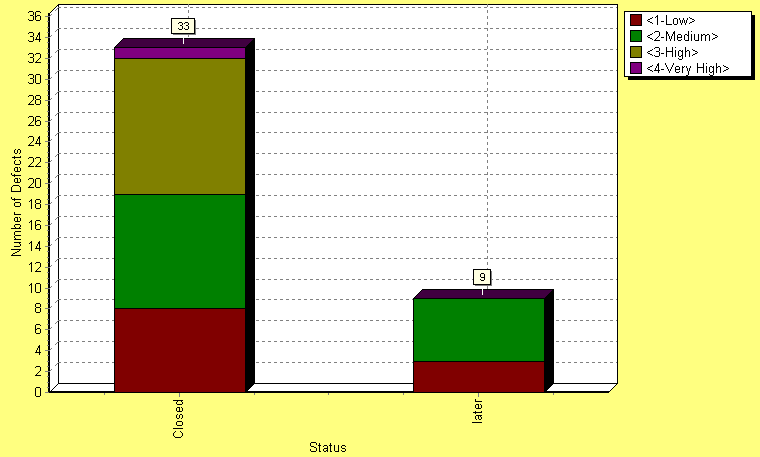 36
34
32
30
28
26
24
22
20
18
16
14
12
10
8
6
4
2
0
Number of Defects
33
9
Closed
later
Status
<1-Low>
<2-Medium>
<3-High>
<4-Very High>